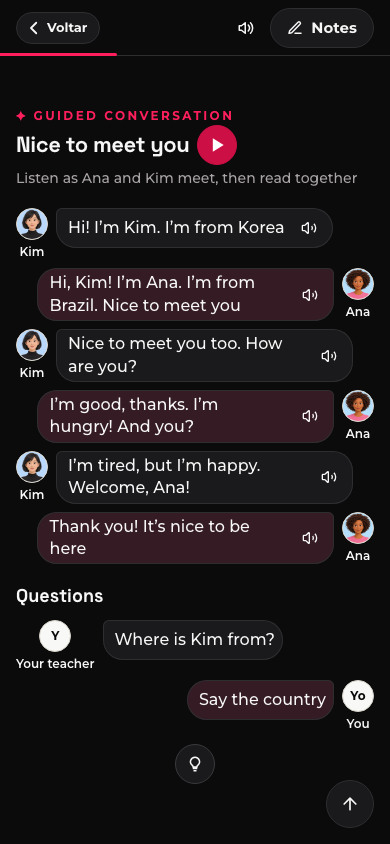 Voltar
Notes
GUIDED CONVERSATION
Nice to meet you
Listen as Ana and Kim meet, then read together
Hi! I'm Kim. I'm from Korea
Kim
Hi, Kim! I'm Ana. I'm from
Brazil. Nice to meet you
Ana
Nice to meet you too. How
are you?
Kim
I'm good, thanks. I'm
hungry! And you?
Ana
I'm tired, but I'm happy.
Welcome, Ana!
Kim
Thank you! It's nice to be
here
Ana
Questions
Y
Where is Kim from?
Your teacher
Say the country
Yo
You